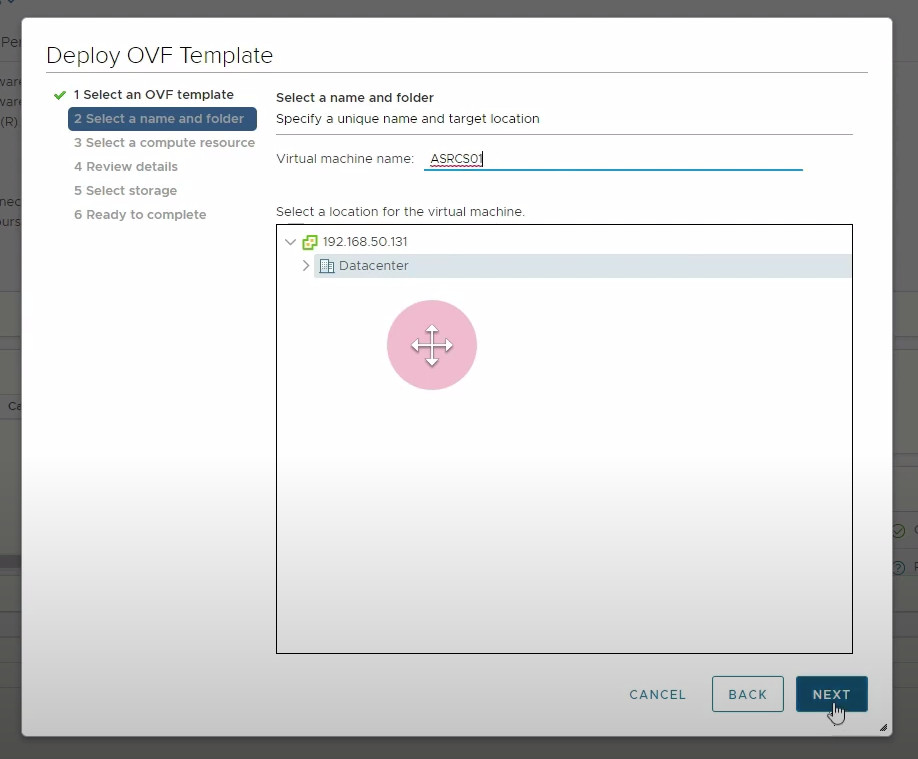 Deploy OVF Template
1 Select an OVF template
2 Select a name and folder
3 Select a compute resource
4 Review details
5 Select storage
6 Ready to complete
Select a name and folder
Specify a unique name and target location
Virtual machine name: ASRCS01
Select a location for the virtual machine.
192.168.50.131
Datacenter
CANCEL
BACK
NEXT